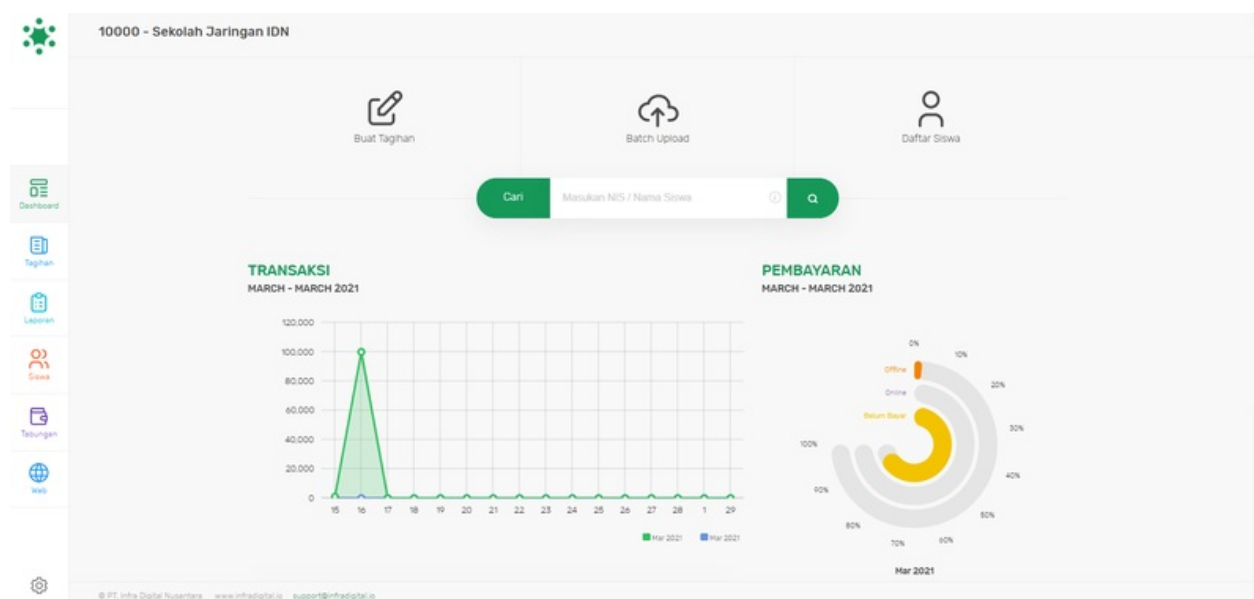 10000 - Sekolah Jaringan IDN
Buat Tagihan
Batch Upload
Daftar Siswa
Dashboard
Tagihan
Laporan
Siswa
Tabungan
Web
Cari
Masukan NIS / Nama Siswa
TRANSAKSI
MARCH - MARCH 2021
120,000
100,000
80,000
60,000
40,000
20,000
0
15 16 17 18 19 20 21 22 23 24 25 26 27 28 1 29
Mar 2021 Mar 2021
PEMBAYARAN
MARCH - MARCH 2021
Offline
Online
Belum Bayar
0%
10%
20%
30%
40%
50%
60%
70%
80%
90%
100%
Mar 2021
© PT. Infra Digital Nusantara www.infradigital.io support@infradigital.io